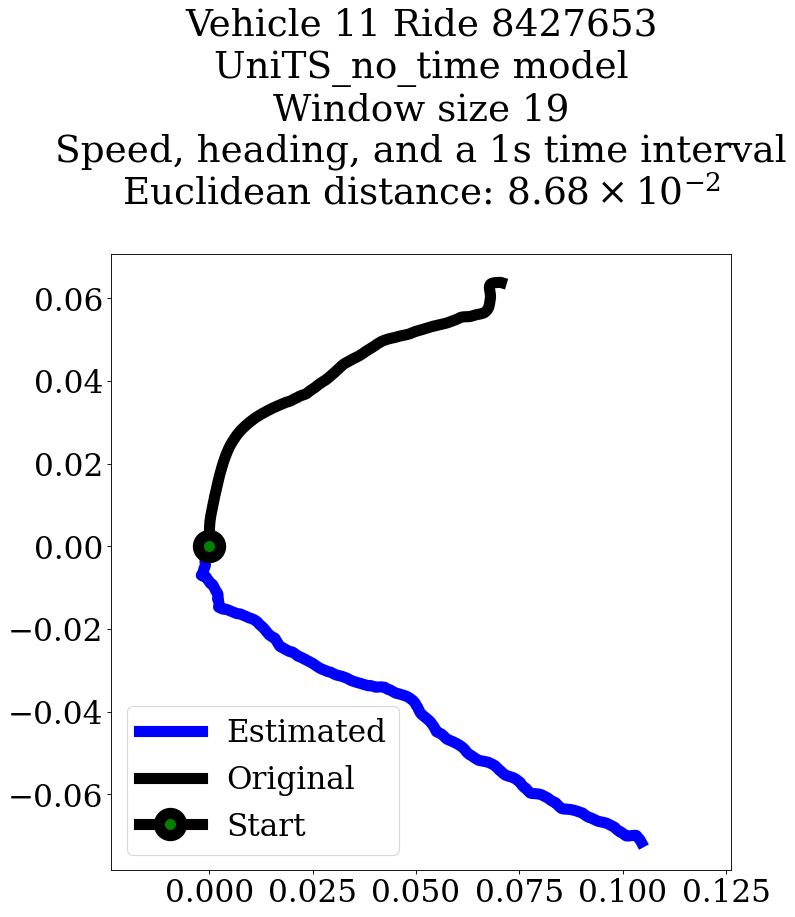 Vehicle 11 Ride 8427653
UniTS_no_time model
Window size 19
Speed, heading, and a 1s time interval
Euclidean distance: 8.68 × 10⁻²
0.06
0.04
0.02
0.00
−0.02
−0.04
−0.06
Estimated
Original
Start
0.000 0.025 0.050 0.075 0.100 0.125